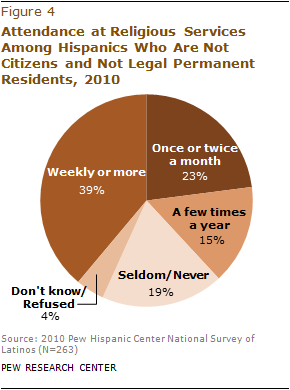 Figure 4
Attendance at Religious Services
Among Hispanics Who Are Not
Citizens and Not Legal Permanent
Residents, 2010
Once or twice
a month
23%
Weekly or more
39%
A few times
a year
15%
Seldom/Never
19%
Don't know/
Refused
4%
Source: 2010 Pew Hispanic Center National Survey of
Latinos (N=263)
PEW RESEARCH CENTER